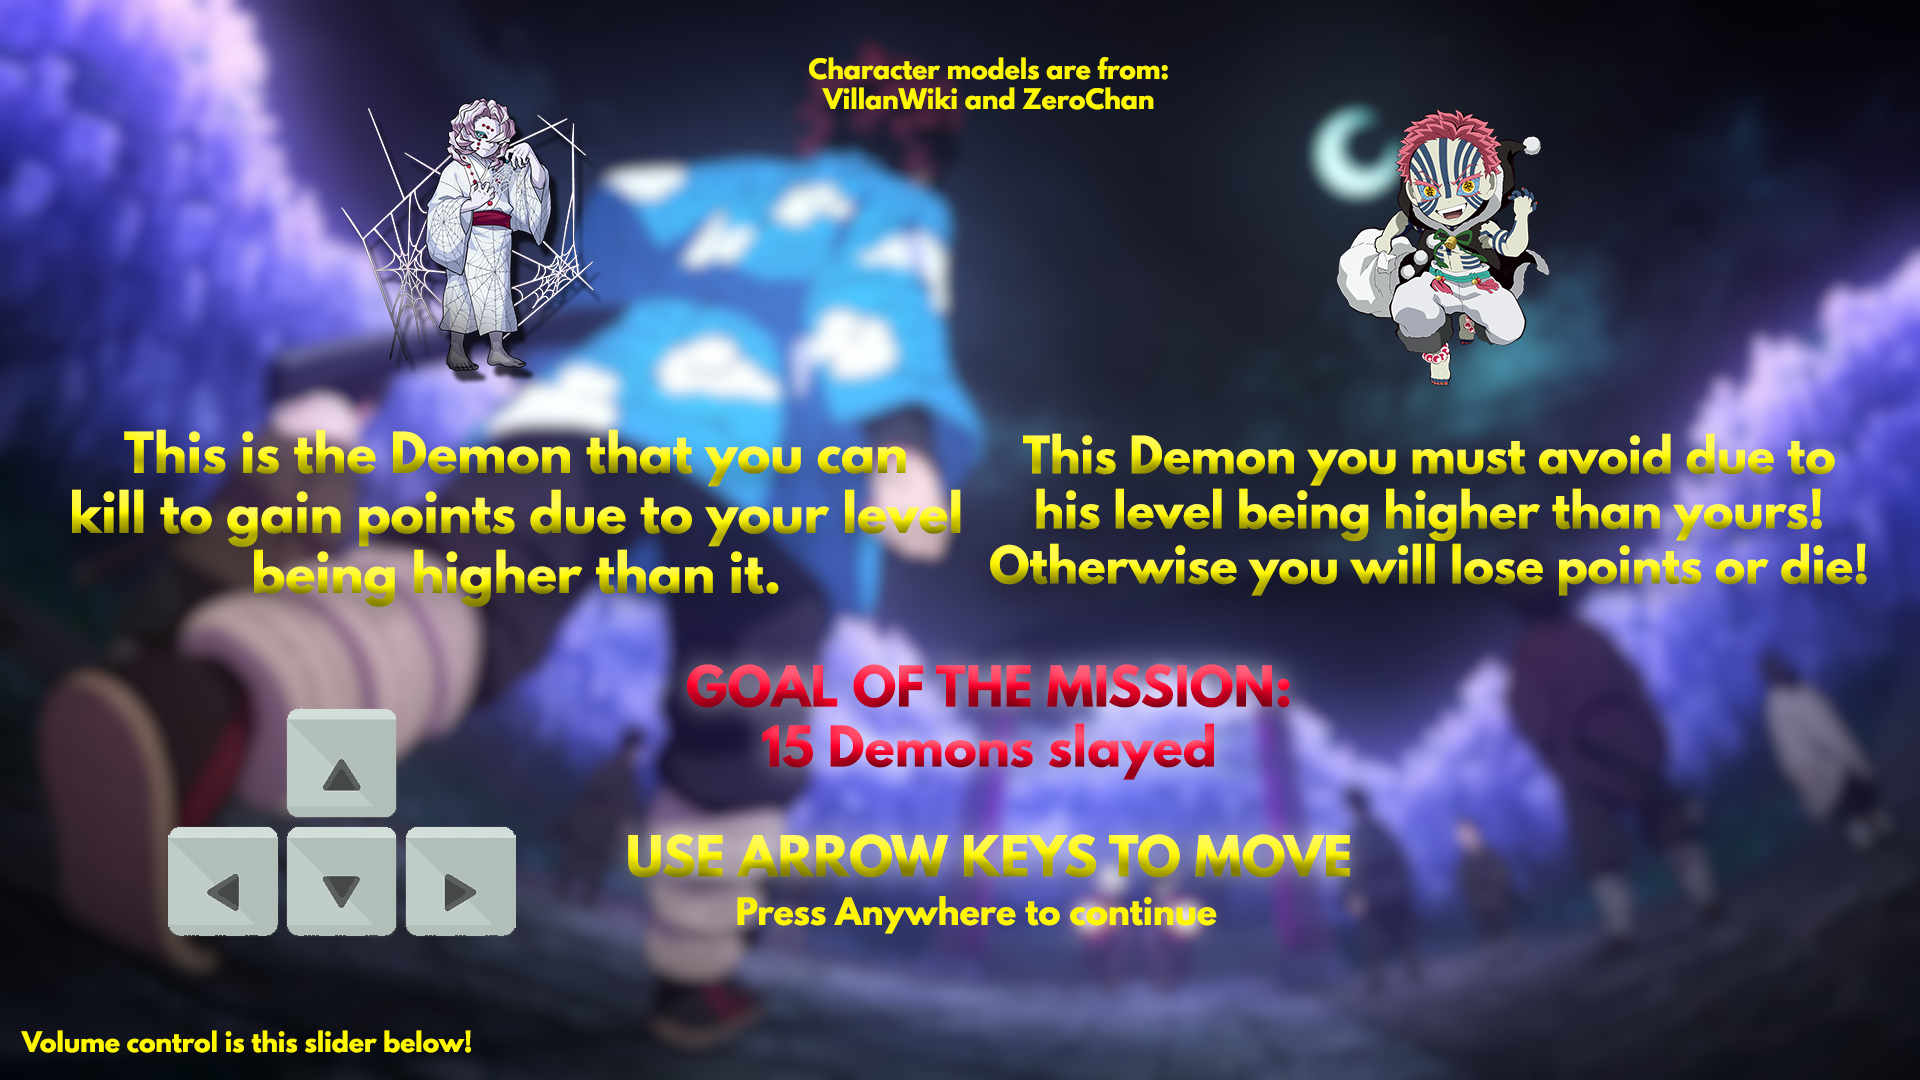 Character models are from:
VillanWiki and ZeroChan
This is the Demon that you can
kill to gain points due to your level
being higher than it.
This Demon you must avoid due to
his level being higher than yours!
Otherwise you will lose points or die!
GOAL OF THE MISSION:
15 Demons slayed
USE ARROW KEYS TO MOVE
Press Anywhere to continue
Volume control is this slider below!